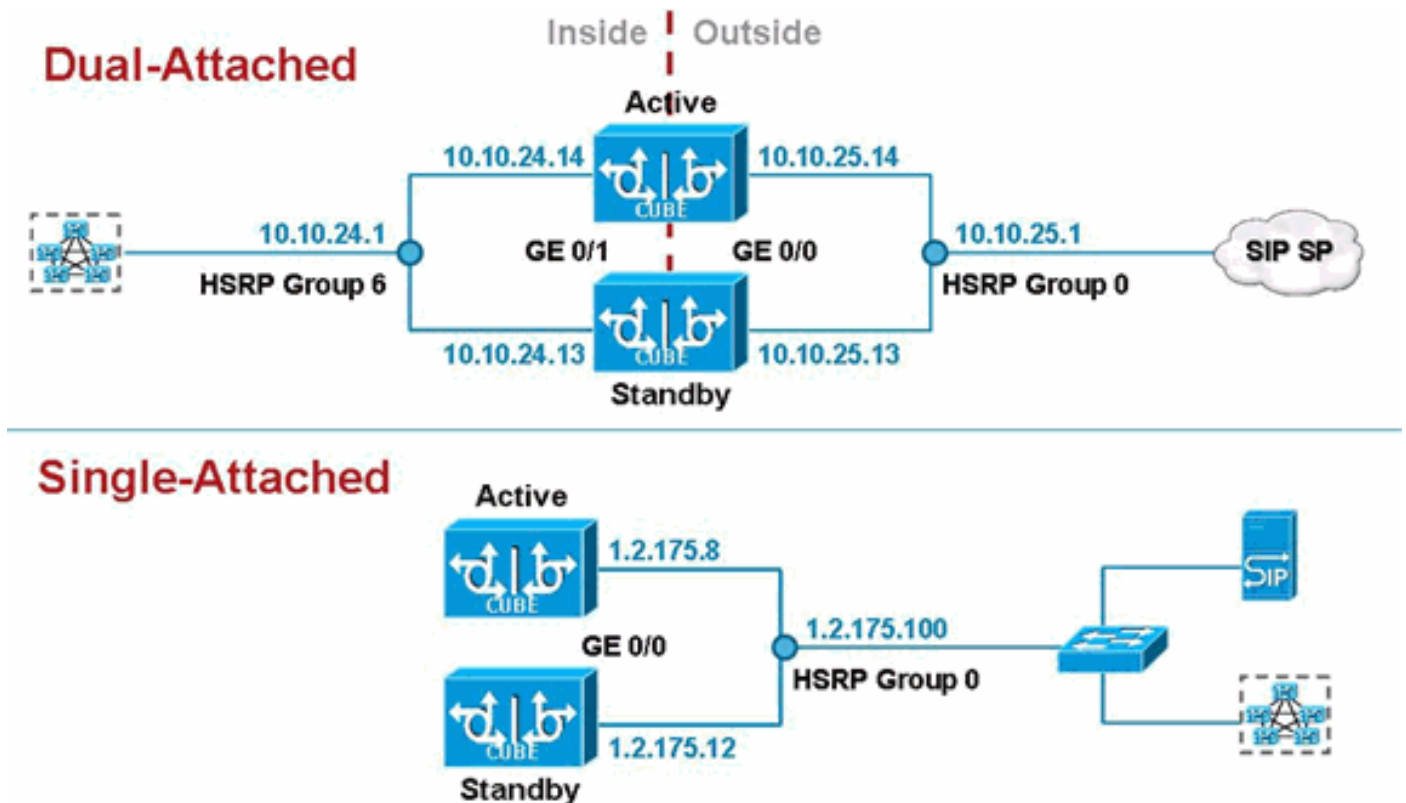 Inside Outside
Dual-Attached
Active
10.10.24.14 10.10.25.14
CUBE
10.10.24.1 GE 0/1 GE 0/0 10.10.25.1 SIP SP
HSRP Group 6 HSRP Group 0
10.10.24.13 10.10.25.13
CUBE
Standby
Single-Attached
Active
1.2.175.8
CUBE
SIP
GE 0/0 1.2.175.100
HSRP Group 0
CUBE
1.2.175.12
Standby